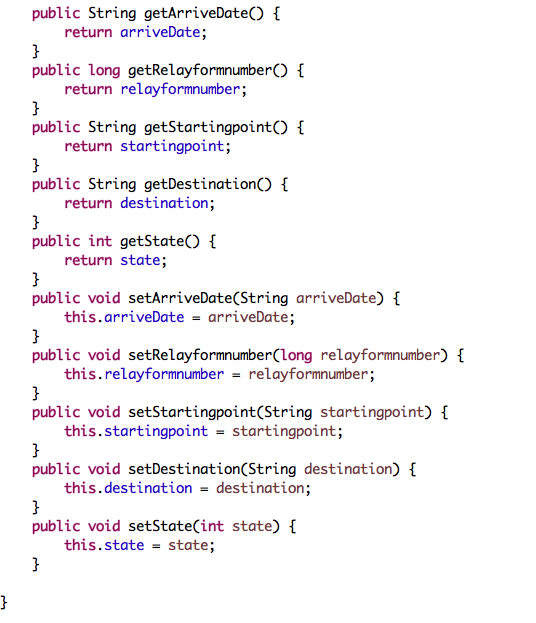 public String getArriveDate() {
        return arriveDate;
    }
    public long getRelayformnumber() {
        return relayformnumber;
    }
    public String getStartingpoint() {
        return startingpoint;
    }
    public String getDestination() {
        return destination;
    }
    public int getState() {
        return state;
    }
    public void setArriveDate(String arriveDate) {
        this.arriveDate = arriveDate;
    }
    public void setRelayformnumber(long relayformnumber) {
        this.relayformnumber = relayformnumber;
    }
    public void setStartingpoint(String startingpoint) {
        this.startingpoint = startingpoint;
    }
    public void setDestination(String destination) {
        this.destination = destination;
    }
    public void setState(int state) {
        this.state = state;
    }

}